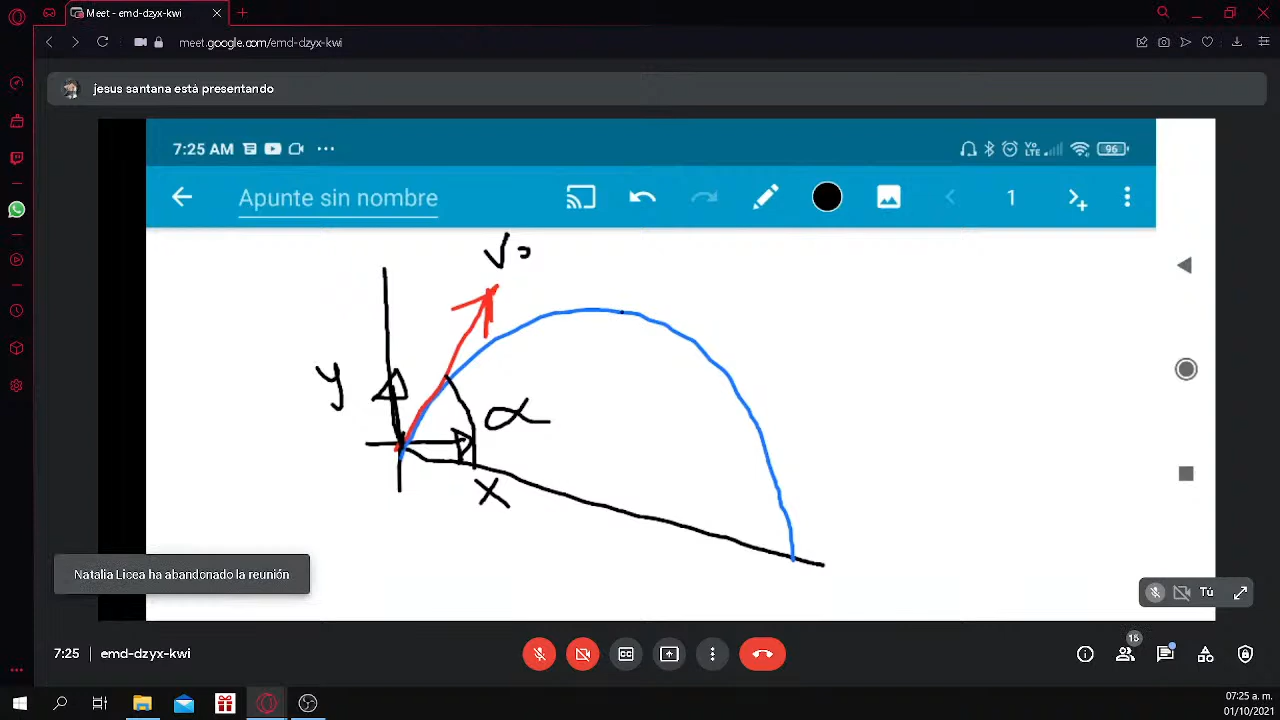 Meet - emd-dzyx-kwi
meet.google.com/emd-dzyx-kwi
jesus santana está presentando
7:25 AM
Vo
LTE
96
Apunte sin nombre
1
y
α
x
Natalia Licea ha abandonado la reunión
Tú
7:25 | emd-dzyx-kwi
15
07:25 a. m.
01/10/2021